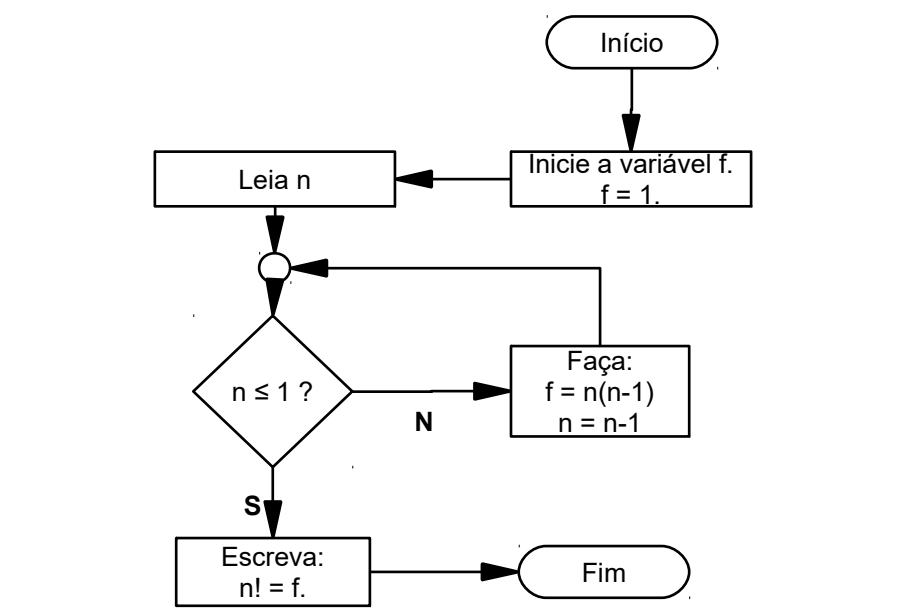 Início
Inicie a variável f.
f = 1.
Leia n
n ≤ 1 ?
N
Faça:
f = n(n-1)
n = n-1
S
Escreva:
n! = f.
Fim